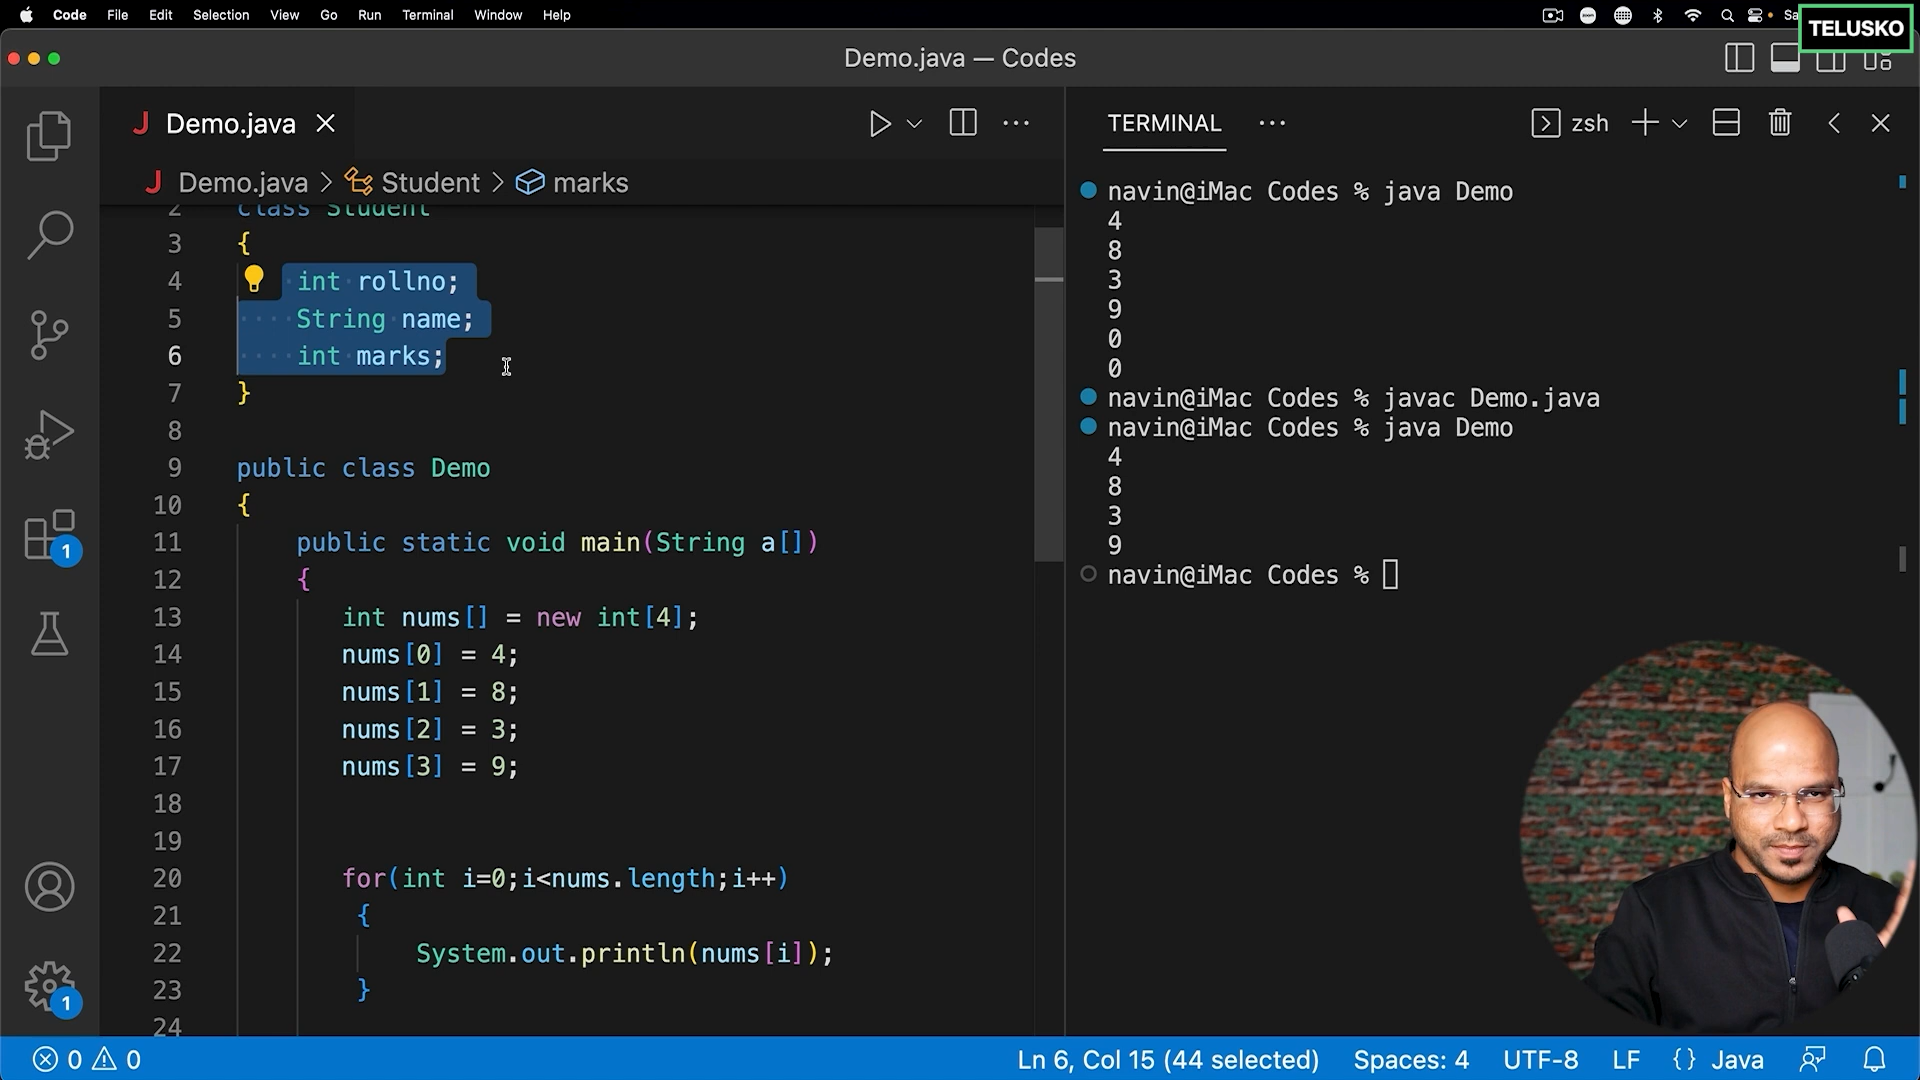 Code File Edit Selection View Go Run Terminal Window Help
TELUSKO
Demo.java — Codes
Demo.java
Demo.java > Student > marks
2 class Student
3 {
4 int rollno;
5 String name;
6 int marks;
7 }
8
9 public class Demo
10 {
11 public static void main(String a[])
12 {
13 int nums[] = new int[4];
14 nums[0] = 4;
15 nums[1] = 8;
16 nums[2] = 3;
17 nums[3] = 9;
18
19
20 for(int i=0;i<nums.length;i++)
21 {
22 System.out.println(nums[i]);
23 }
24
1
1
TERMINAL
zsh
navin@iMac Codes % java Demo
4
8
3
9
0
0
navin@iMac Codes % javac Demo.java
navin@iMac Codes % java Demo
4
8
3
9
navin@iMac Codes %
0 0
Ln 6, Col 15 (44 selected) Spaces: 4 UTF-8 LF {} Java